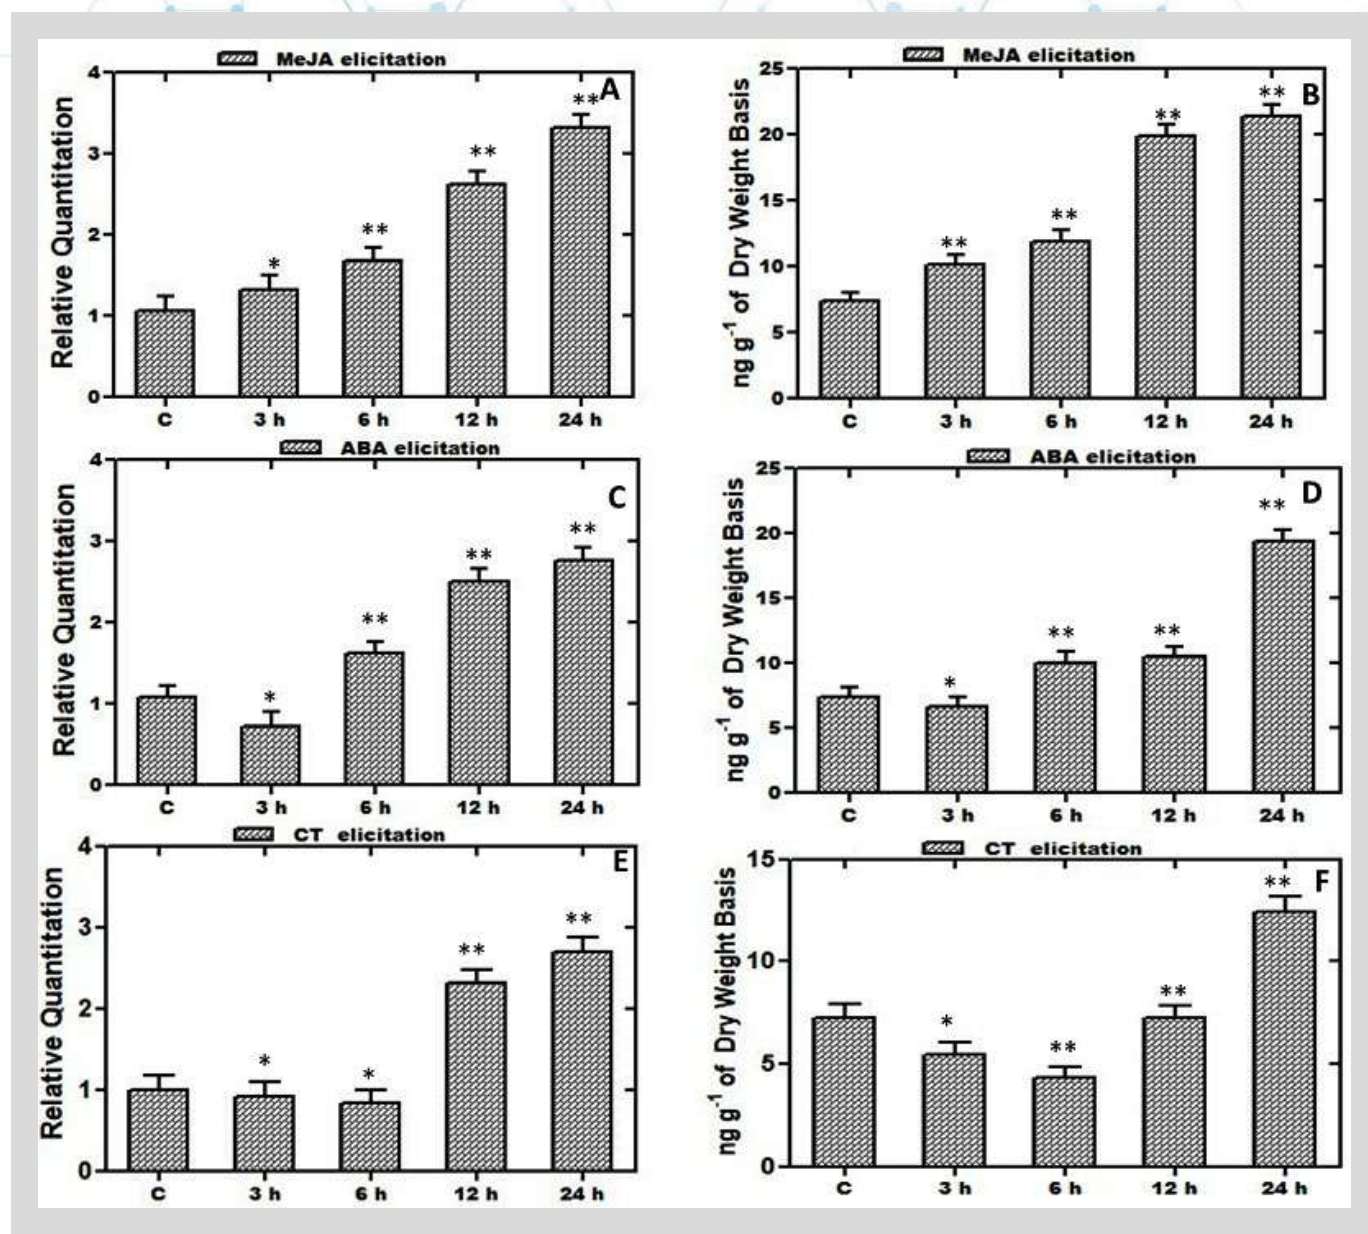 MeJA elicitation
A
Relative Quantitation
4
3
2
1
0
*
**
**
**
C 3 h 6 h 12 h 24 h
MeJA elicitation
B
ng g-1 of Dry Weight Basis
25
20
15
10
5
0
**
**
**
**
C 3 h 6 h 12 h 24 h
ABA elicitation
C
Relative Quantitation
4
3
2
1
0
*
**
**
**
C 3 h 6 h 12 h 24 h
ABA elicitation
D
ng g-1 of Dry Weight Basis
25
20
15
10
5
0
*
**
**
**
C 3 h 6 h 12 h 24 h
CT elicitation
E
Relative Quantitation
4
3
2
1
0
*
*
**
**
C 3 h 6 h 12 h 24 h
CT elicitation
F
ng g-1 of Dry Weight Basis
15
10
5
0
*
**
**
**
C 3 h 6 h 12 h 24 h